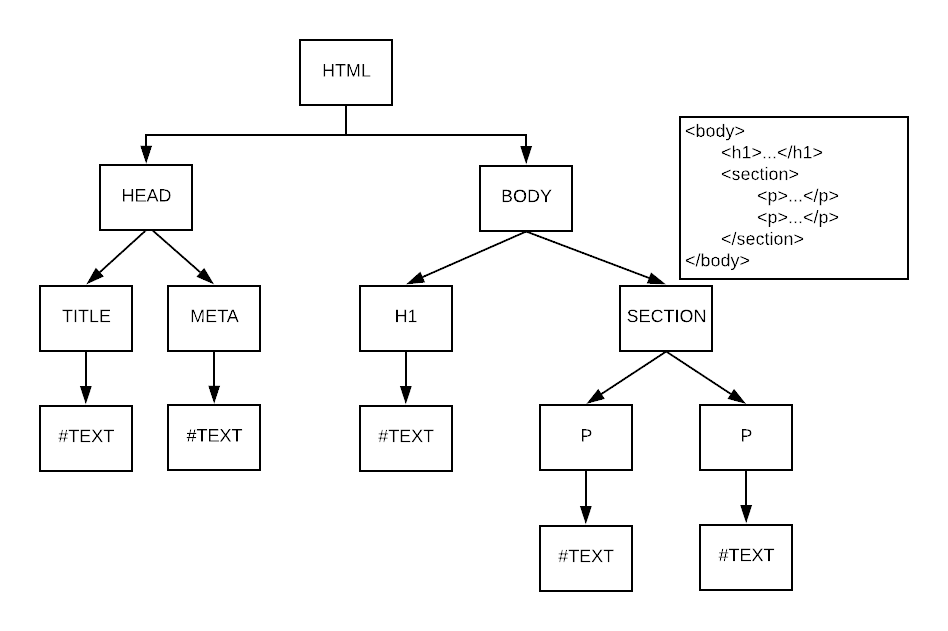 HTML
<body>
<h1>...</h1>
<section>
<p>...</p>
<p>...</p>
</section>
</body>
HEAD
BODY
TITLE
META
H1
SECTION
#TEXT
#TEXT
#TEXT
P
P
#TEXT
#TEXT